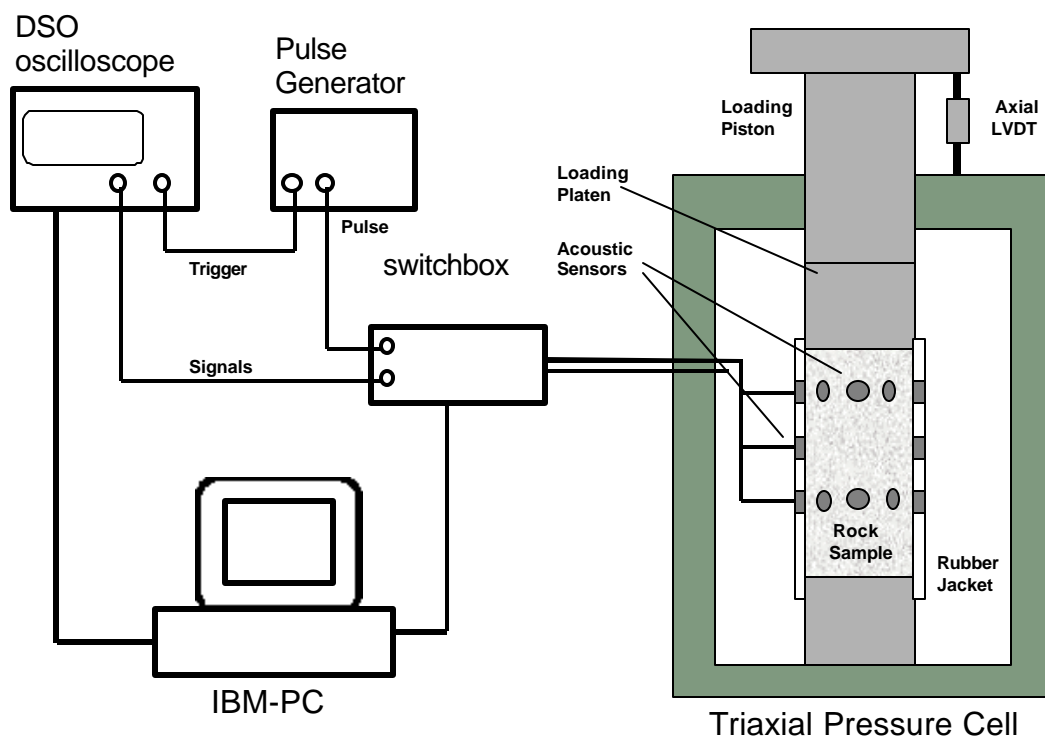 DSO
oscilloscope
Pulse
Generator
Trigger
Pulse
switchbox
Signals
IBM-PC
Loading
Piston
Axial
LVDT
Loading
Platen
Acoustic
Sensors
Rock
Sample
Rubber
Jacket
Triaxial Pressure Cell